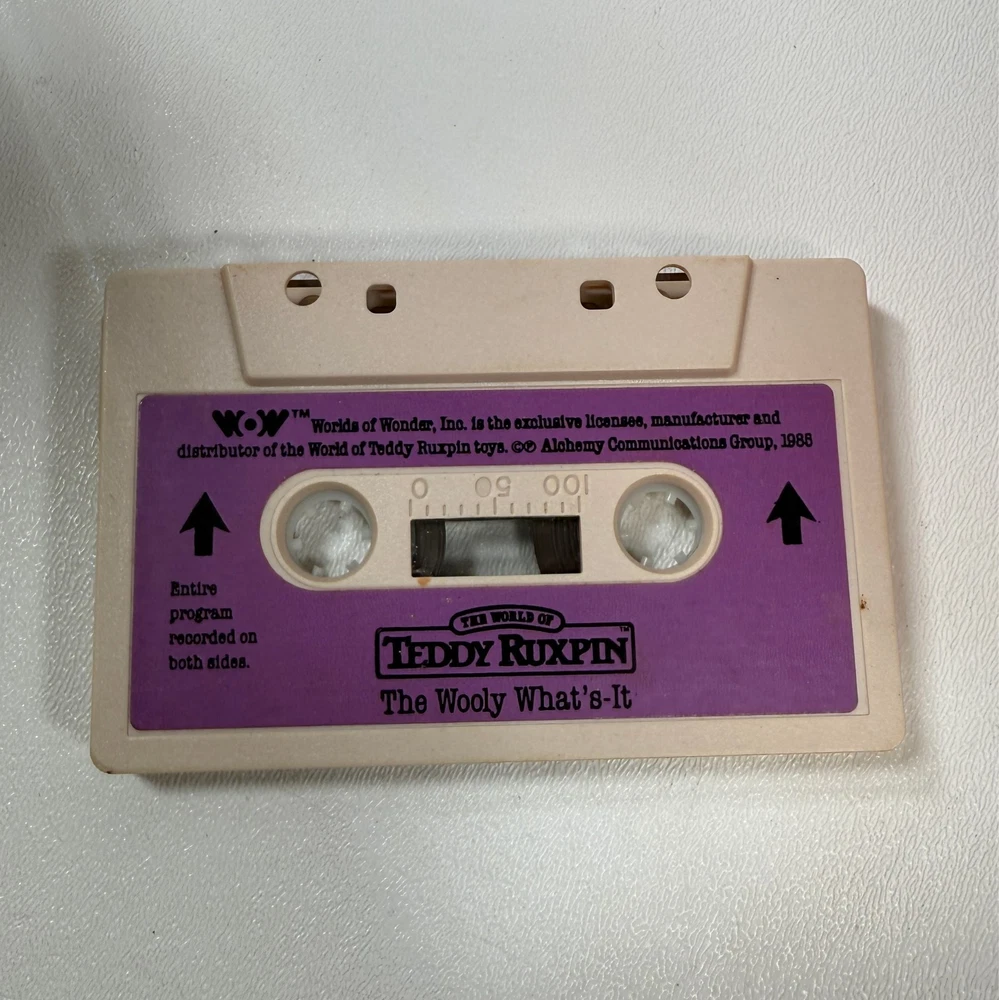 WOW™ Worlds of Wonder, Inc. is the exclusive licensee, manufacturer and
distributor of the World of Teddy Ruxpin toys. ©℗ Alchemy Communications Group, 1985
0 50 100
Entire
program
recorded on
both sides.
THE WORLD OF
TEDDY RUXPIN™
The Wooly What's-It